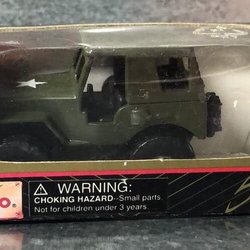 WARNING:
CHOKING HAZARD--Small parts.
Not for children under 3 years.